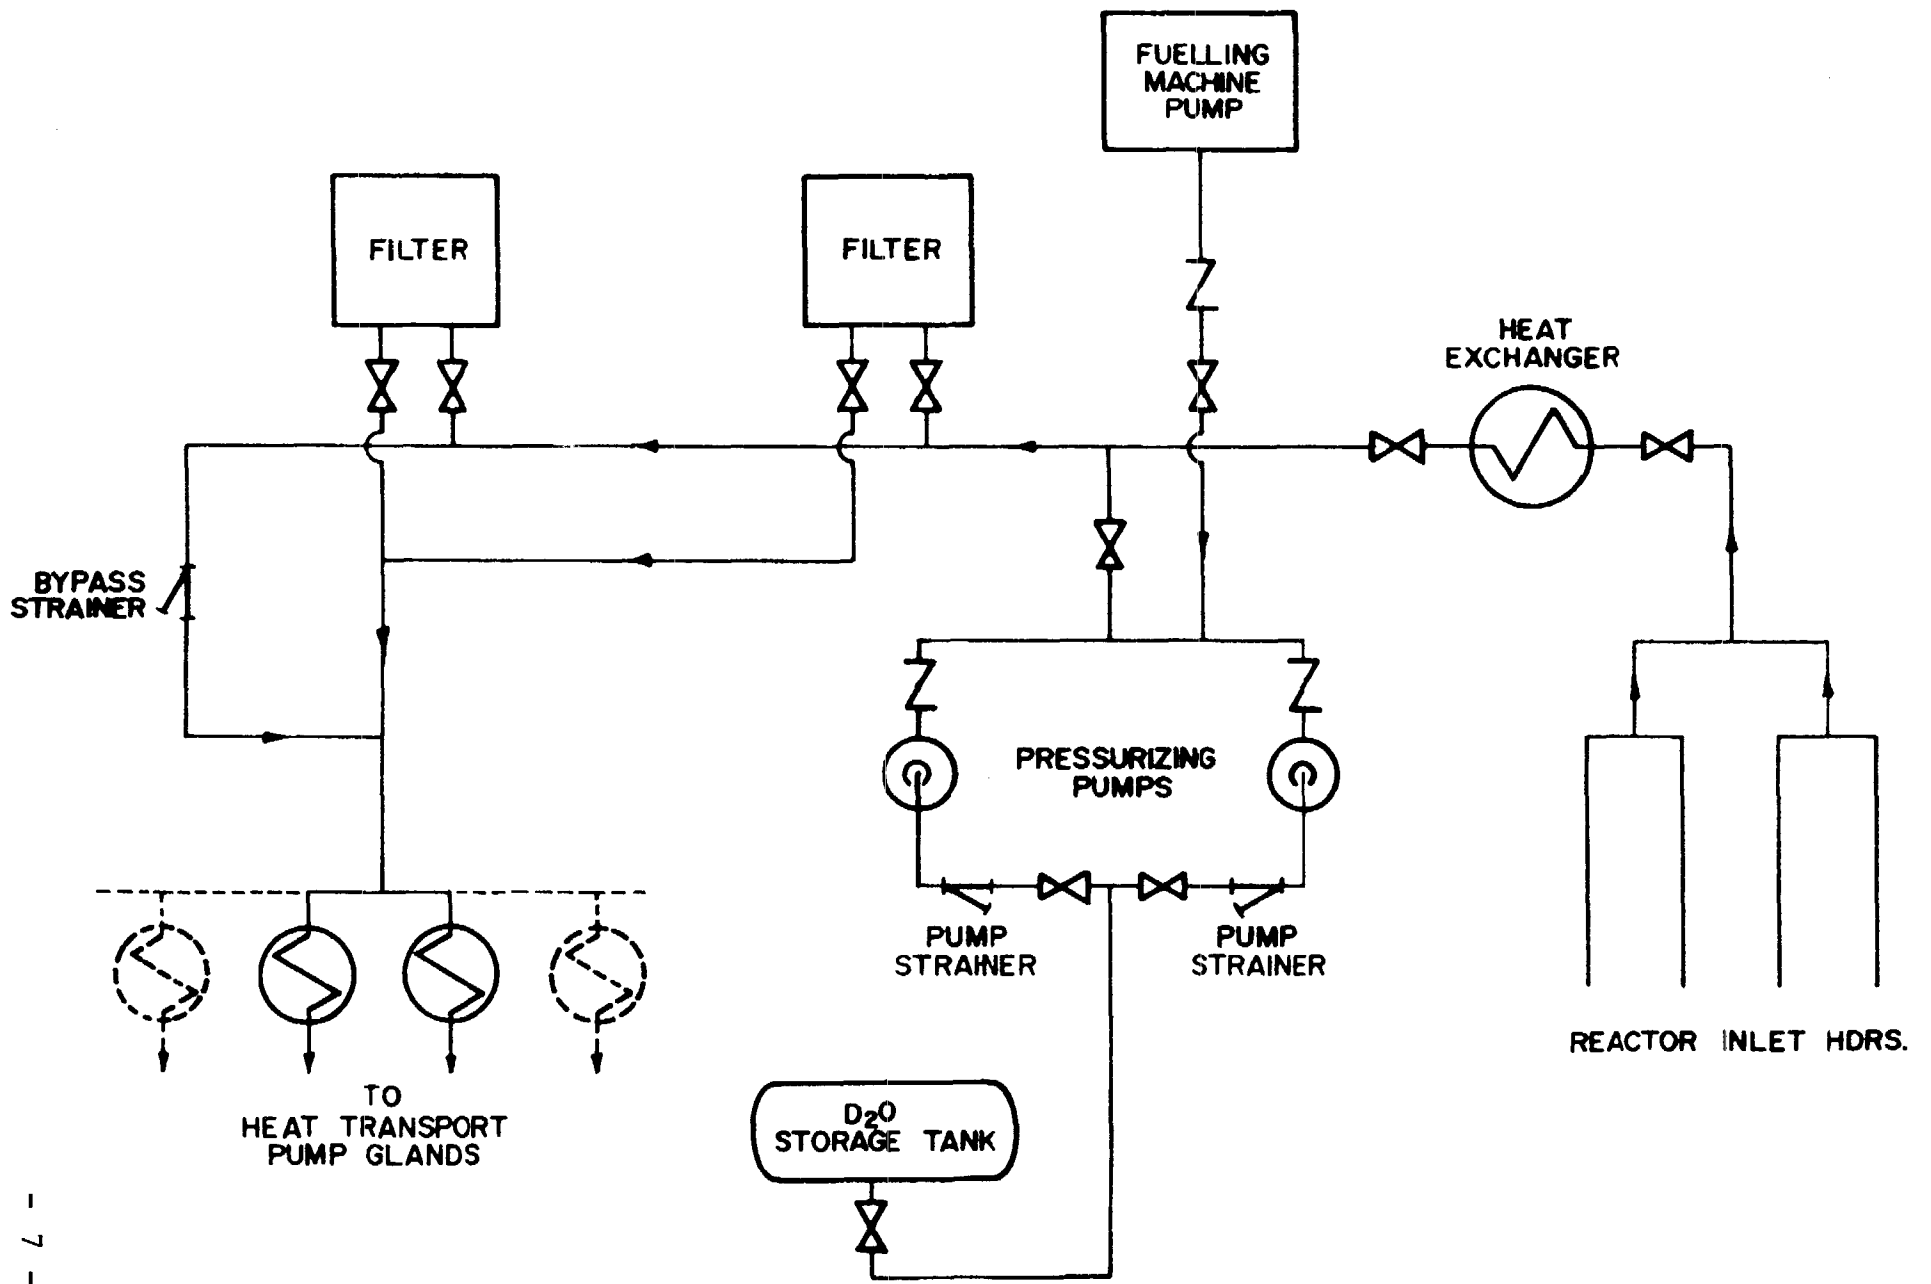 FUELLING
MACHINE
PUMP
FILTER
FILTER
HEAT
EXCHANGER
BYPASS
STRAINER
PRESSURIZING
PUMPS
PUMP
STRAINER
PUMP
STRAINER
REACTOR INLET HDRS.
TO
HEAT TRANSPORT
PUMP GLANDS
D₂O
STORAGE TANK
- 7 -